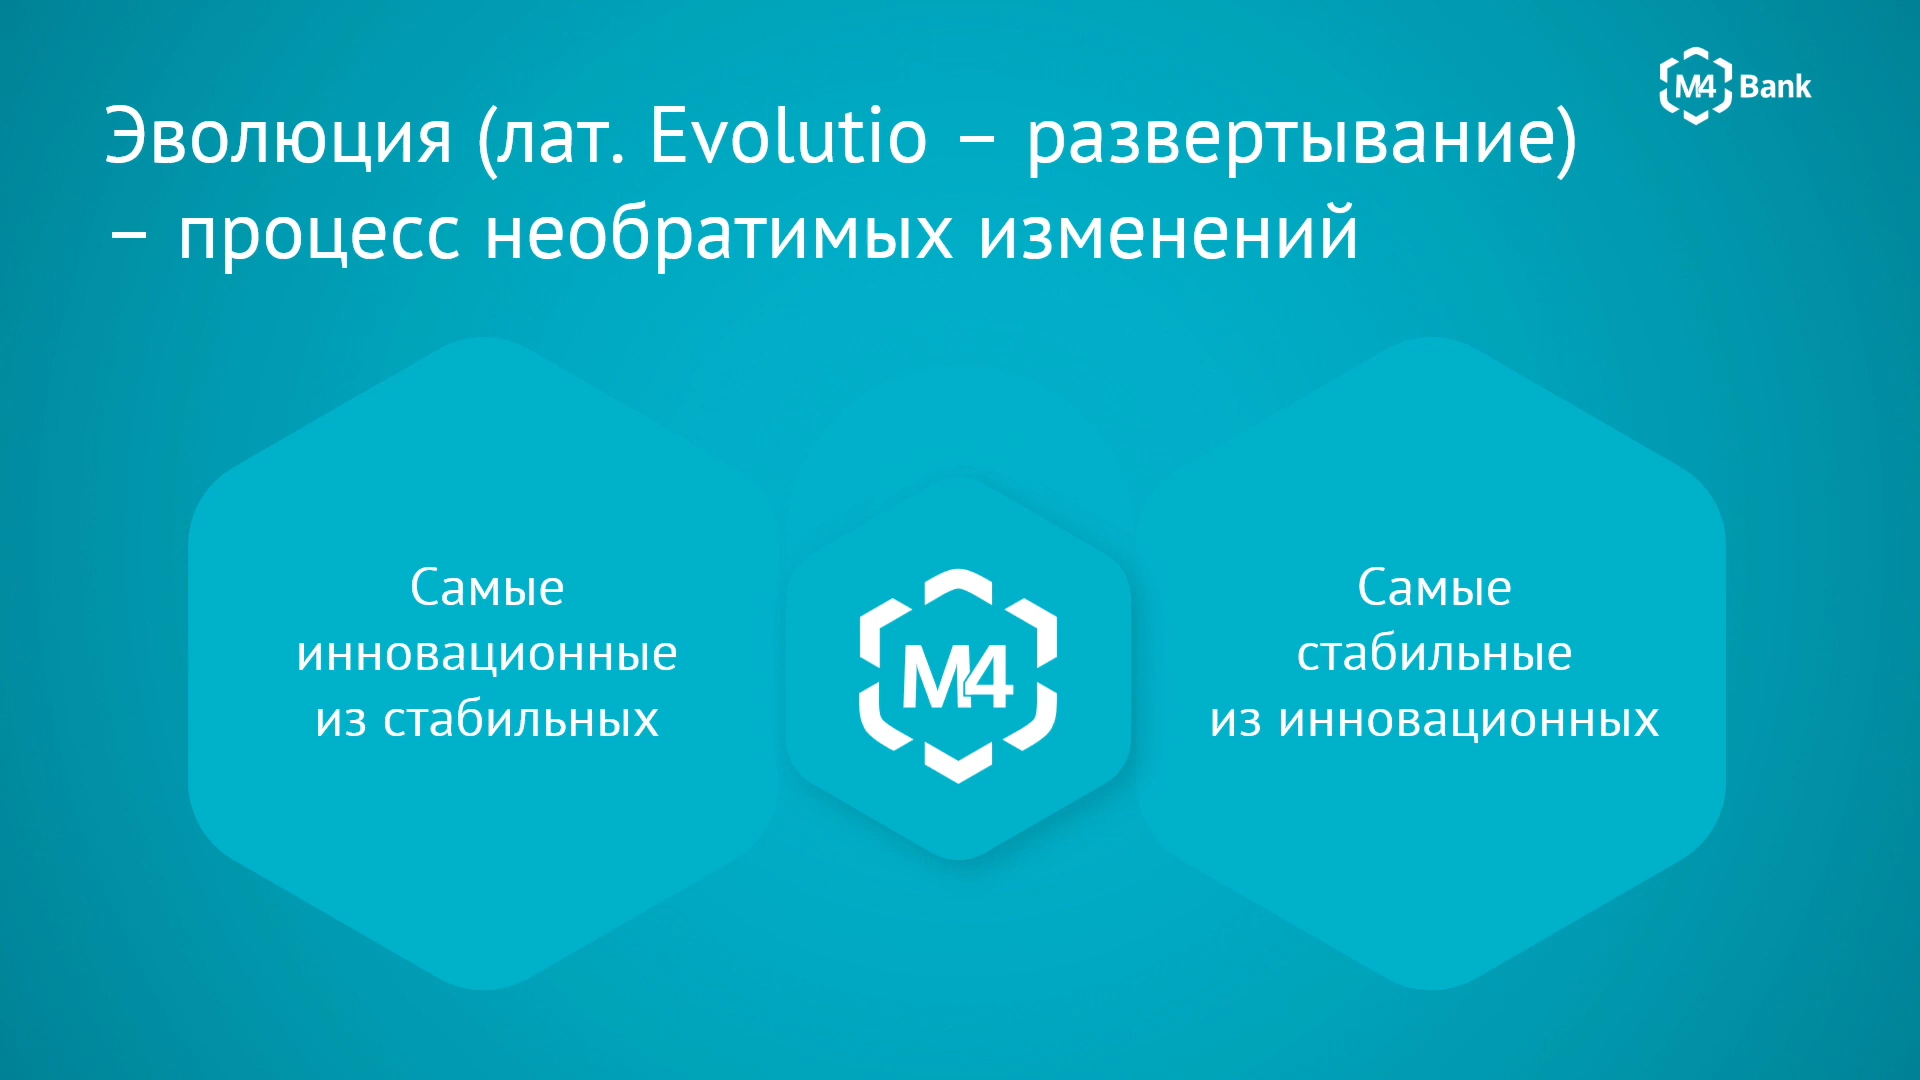 M4 Bank
Эволюция (лат. Evolutio – развертывание)
– процесс необратимых изменений
Самые
инновационные
из стабильных
M4
Самые
стабильные
из инновационных